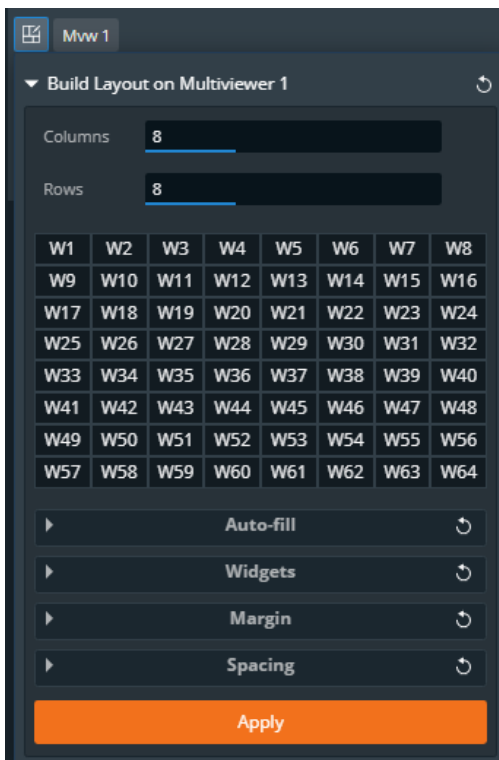 Mvw 1
Build Layout on Multiviewer 1
Columns 8
Rows 8
W1 W2 W3 W4 W5 W6 W7 W8
W9 W10 W11 W12 W13 W14 W15 W16
W17 W18 W19 W20 W21 W22 W23 W24
W25 W26 W27 W28 W29 W30 W31 W32
W33 W34 W35 W36 W37 W38 W39 W40
W41 W42 W43 W44 W45 W46 W47 W48
W49 W50 W51 W52 W53 W54 W55 W56
W57 W58 W59 W60 W61 W62 W63 W64
Auto-fill
Widgets
Margin
Spacing
Apply